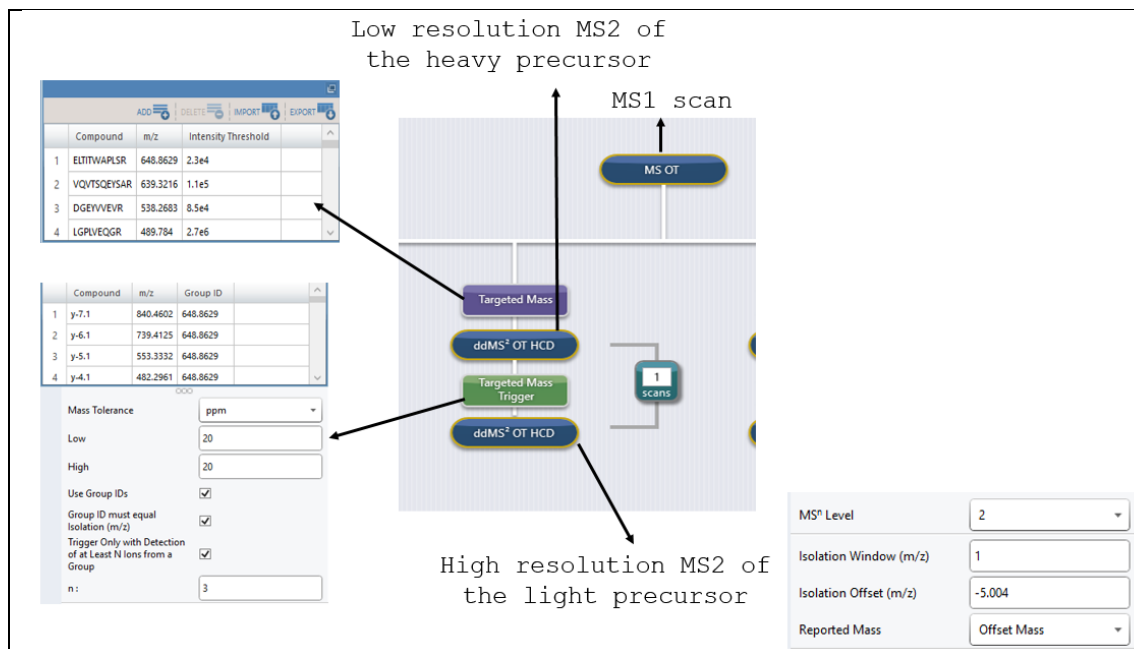 Low resolution MS2 of
the heavy precursor
MS1 scan
ADD DELETE IMPORT EXPORT
Compound m/z Intensity Threshold
1 ELTITWAPLSR 648.8629 2.3e4
2 VQVTSQEYSAR 639.3216 1.1e5
3 DGEYVVEVR 538.2683 8.5e4
4 LGPLVEQGR 489.784 2.7e6
MS OT
Targeted Mass
ddMS² OT HCD
Targeted Mass
Trigger
ddMS² OT HCD
1
scans
Compound m/z Group ID
1 y-7.1 840.4602 648.8629
2 y-6.1 739.4125 648.8629
3 y-5.1 553.3332 648.8629
4 y-4.1 482.2961 648.8629
Mass Tolerance ppm
Low 20
High 20
Use Group IDs
Group ID must equal
Isolation (m/z)
Trigger Only with Detection
of at Least N Ions from a
Group
n : 3
High resolution MS2 of
the light precursor
MSⁿ Level 2
Isolation Window (m/z) 1
Isolation Offset (m/z) -5.004
Reported Mass Offset Mass